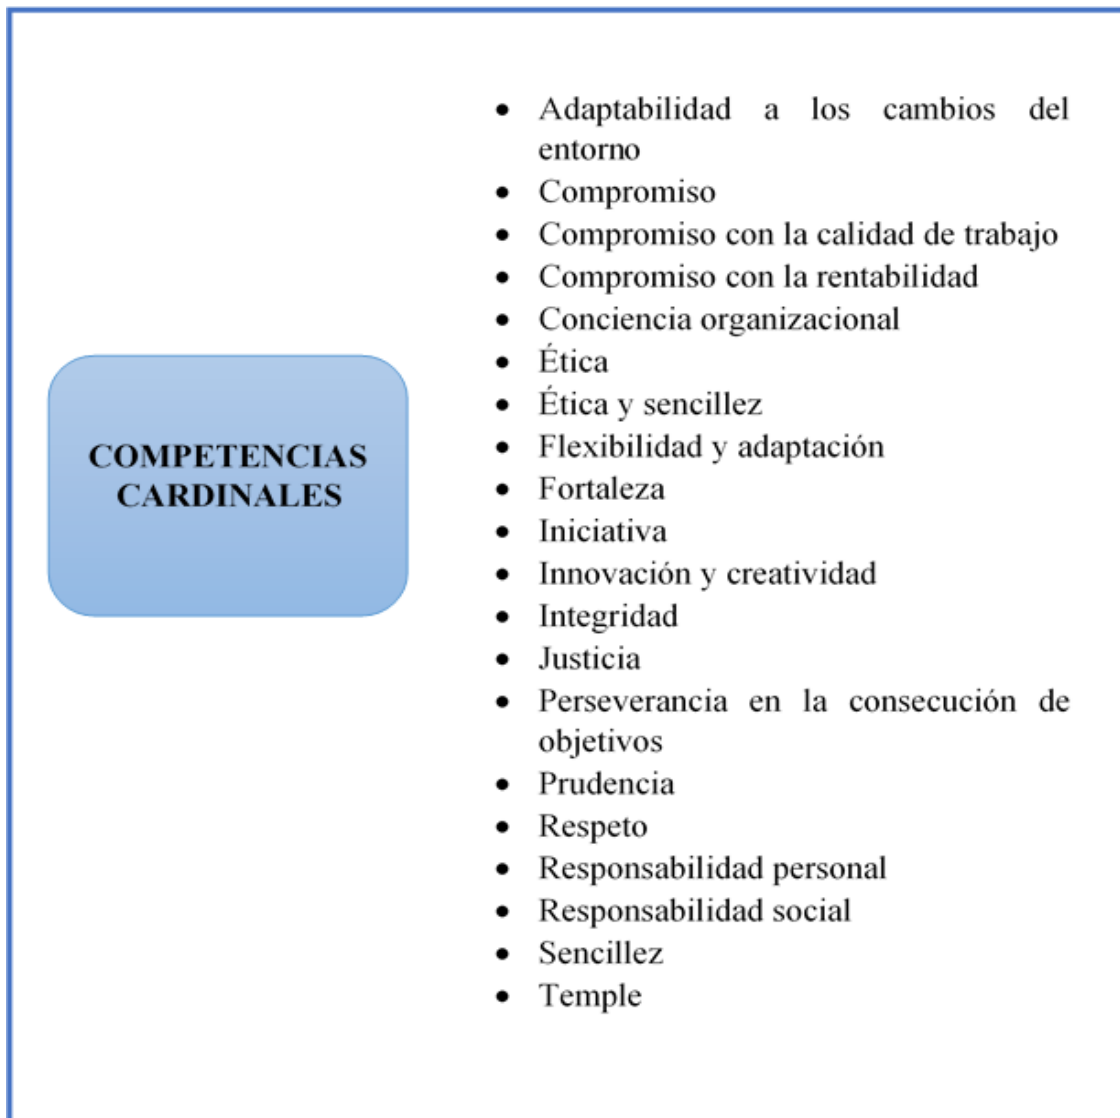 COMPETENCIAS
CARDINALES
• Adaptabilidad a los cambios del
entorno
• Compromiso
• Compromiso con la calidad de trabajo
• Compromiso con la rentabilidad
• Conciencia organizacional
• Ética
• Ética y sencillez
• Flexibilidad y adaptación
• Fortaleza
• Iniciativa
• Innovación y creatividad
• Integridad
• Justicia
• Perseverancia en la consecución de
objetivos
• Prudencia
• Respeto
• Responsabilidad personal
• Responsabilidad social
• Sencillez
• Temple